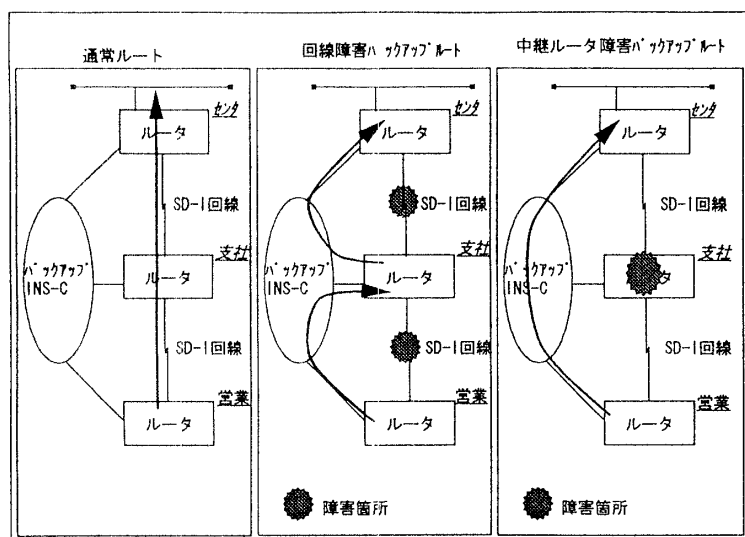 通常ルート
センタ
ルータ
SD-I回線
支社
バックアップ
INS-C
ルータ
SD-I回線
営業
ルータ
回線障害バックアップルート
センタ
ルータ
SD-I回線
支社
バックアップ
INS-C
ルータ
SD-I回線
営業
ルータ
障害箇所
中継ルータ障害バックアップルート
センタ
ルータ
SD-I回線
支社
バックアップ
INS-C
タ
SD-I回線
営業
ルータ
障害箇所